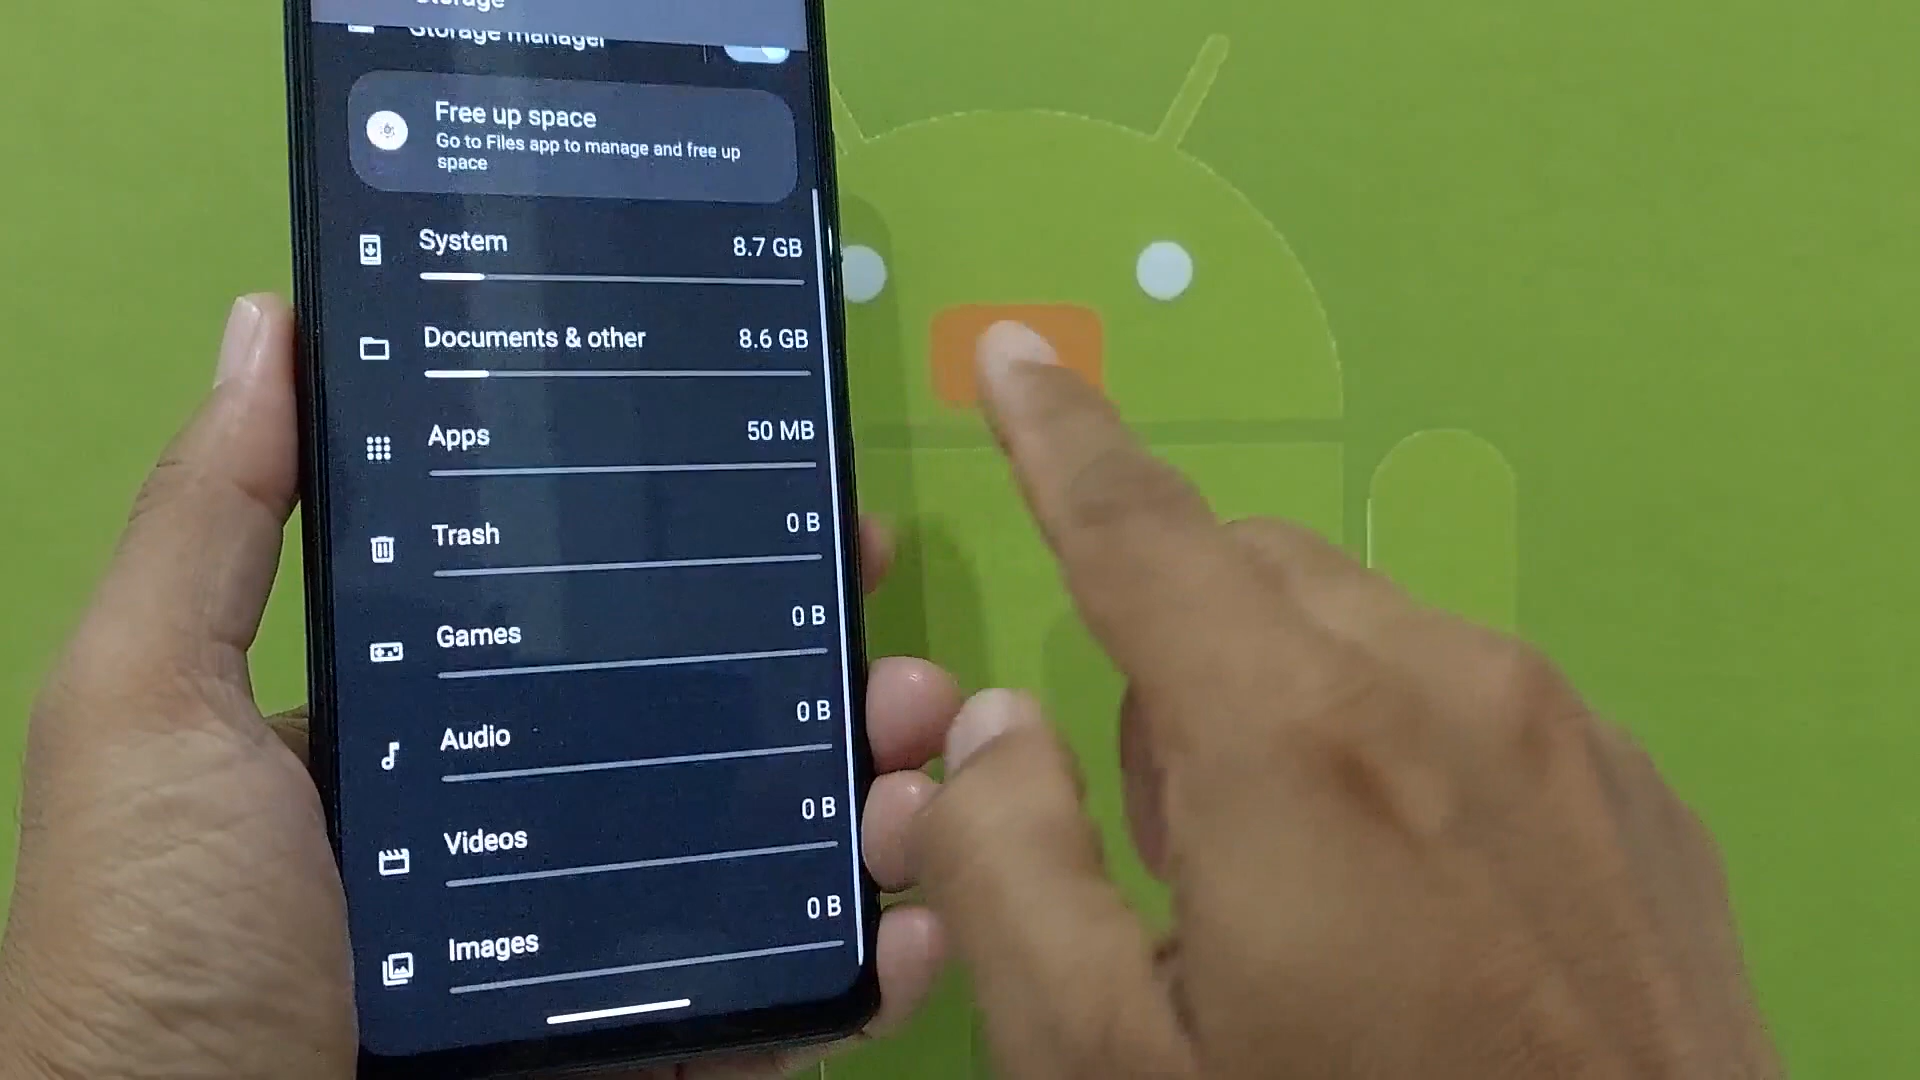 Storage
Storage manager
Free up space
Go to Files app to manage and free up
space
System
8.7 GB
Documents & other
8.6 GB
Apps
50 MB
Trash
0 B
Games
0 B
Audio
0 B
Videos
0 B
Images
0 B